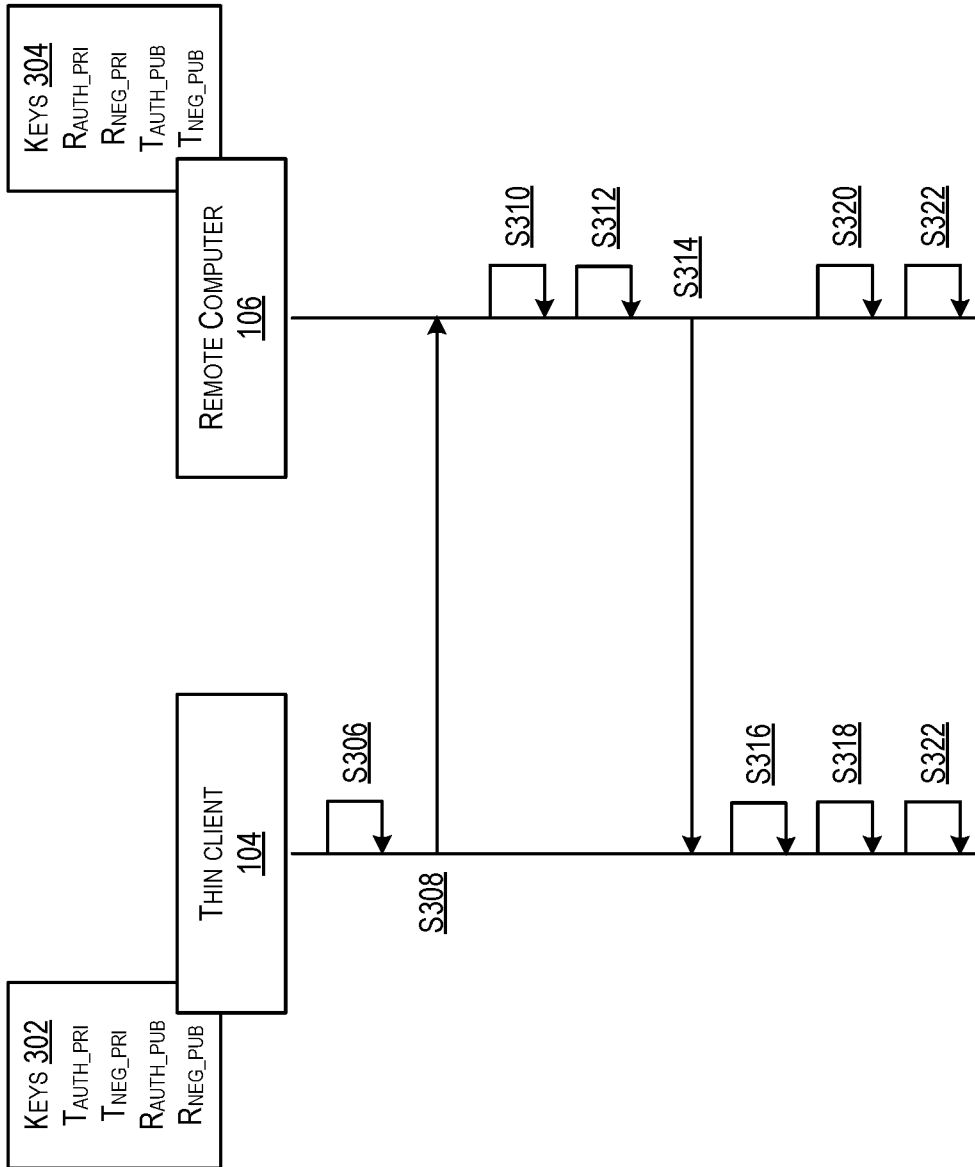 KEYS 302
TAUTH_PRI
TNEG_PRI
RAUTH_PUB
RNEG_PUB
THIN CLIENT
104
KEYS 304
RAUTH_PRI
RNEG_PRI
TAUTH_PUB
TNEG_PUB
REMOTE COMPUTER
106
S306
S308
S310
S312
S314
S316
S318
S320
S322
S322